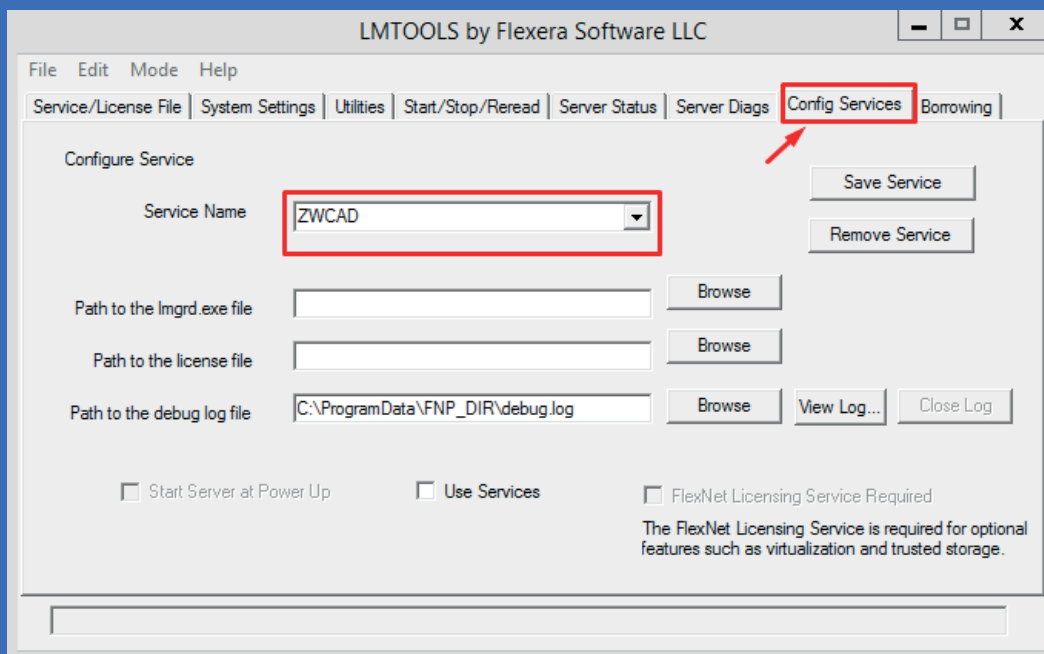 LMTOOLS by Flexera Software LLC
File Edit Mode Help
Service/License File System Settings Utilities Start/Stop/Reread Server Status Server Diags Config Services Borrowing
Configure Service
Save Service
Service Name ZWCAD
Remove Service
Path to the lmgrd.exe file Browse
Path to the license file Browse
Path to the debug log file C:\ProgramData\FNP_DIR\debug.log Browse View Log... Close Log
Start Server at Power Up Use Services FlexNet Licensing Service Required
The FlexNet Licensing Service is required for optional
features such as virtualization and trusted storage.